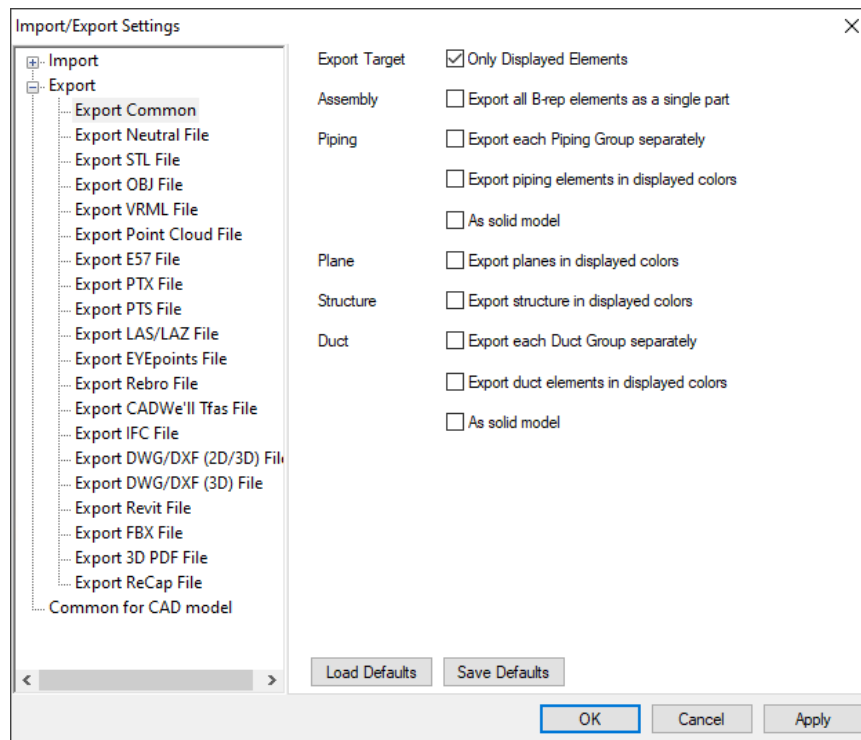 Import/Export Settings
Import
Export
Export Common
Export Neutral File
Export STL File
Export OBJ File
Export VRML File
Export Point Cloud File
Export E57 File
Export PTX File
Export PTS File
Export LAS/LAZ File
Export EYEpoints File
Export Rebro File
Export CADWe'll Tfas File
Export IFC File
Export DWG/DXF (2D/3D) File
Export DWG/DXF (3D) File
Export Revit File
Export FBX File
Export 3D PDF File
Export ReCap File
Common for CAD model
Export Target Only Displayed Elements
Assembly Export all B-rep elements as a single part
Piping Export each Piping Group separately
Export piping elements in displayed colors
As solid model
Plane Export planes in displayed colors
Structure Export structure in displayed colors
Duct Export each Duct Group separately
Export duct elements in displayed colors
As solid model
Load Defaults Save Defaults
OK Cancel Apply